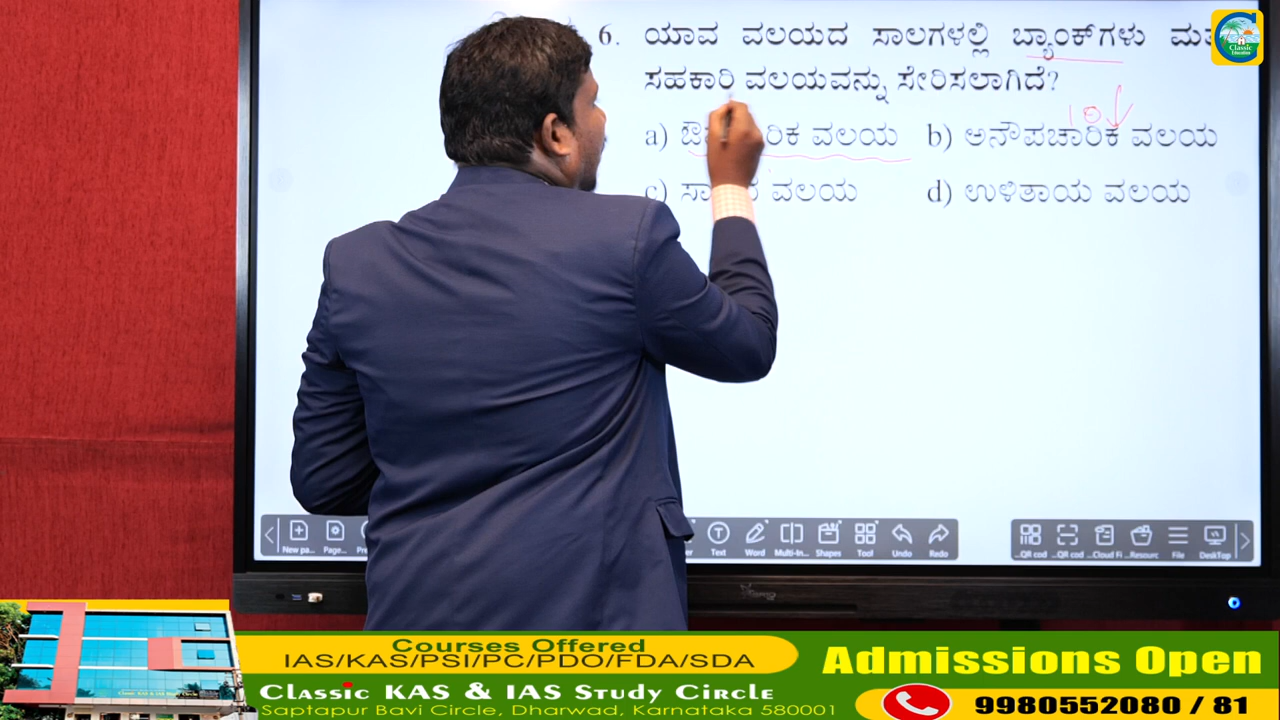 6. ಯಾವ ವಲಯದ ಸಾಲಗಳಲ್ಲಿ ಬ್ಯಾಂಕ್‌ಗಳು
ಸಹಕಾರಿ ವಲಯವನ್ನು ಸೇರಿಸಲಾಗಿದೆ?
10
a) ವಲಯ b) ಅನೌಪಚಾರಿಕ ವಲಯ
c) ವಲಯ d) ಉಳಿತಾಯ ವಲಯ
Classic
Education
New pa... Page... Text Word Multi-In... Shapes Tool Undo Redo ...QR cod ...QR cod ...Cloud Fi ...Resourc File DeskTop
Courses Offered
IAS/KAS/PSI/PC/PDO/FDA/SDA
Admissions Open
Classic KAS & IAS Study Circle
Saptapur Bavi Circle, Dharwad, Karnataka 580001
9980552080 / 81